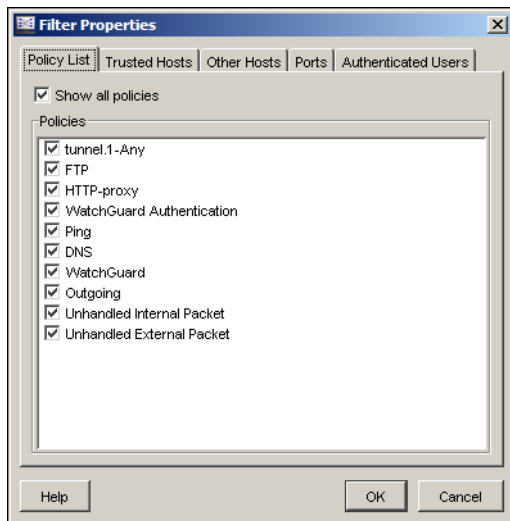 Filter Properties
Policy List Trusted Hosts Other Hosts Ports Authenticated Users
Show all policies
Policies
tunnel.1-Any
FTP
HTTP-proxy
WatchGuard Authentication
Ping
DNS
WatchGuard
Outgoing
Unhandled Internal Packet
Unhandled External Packet
Help OK Cancel